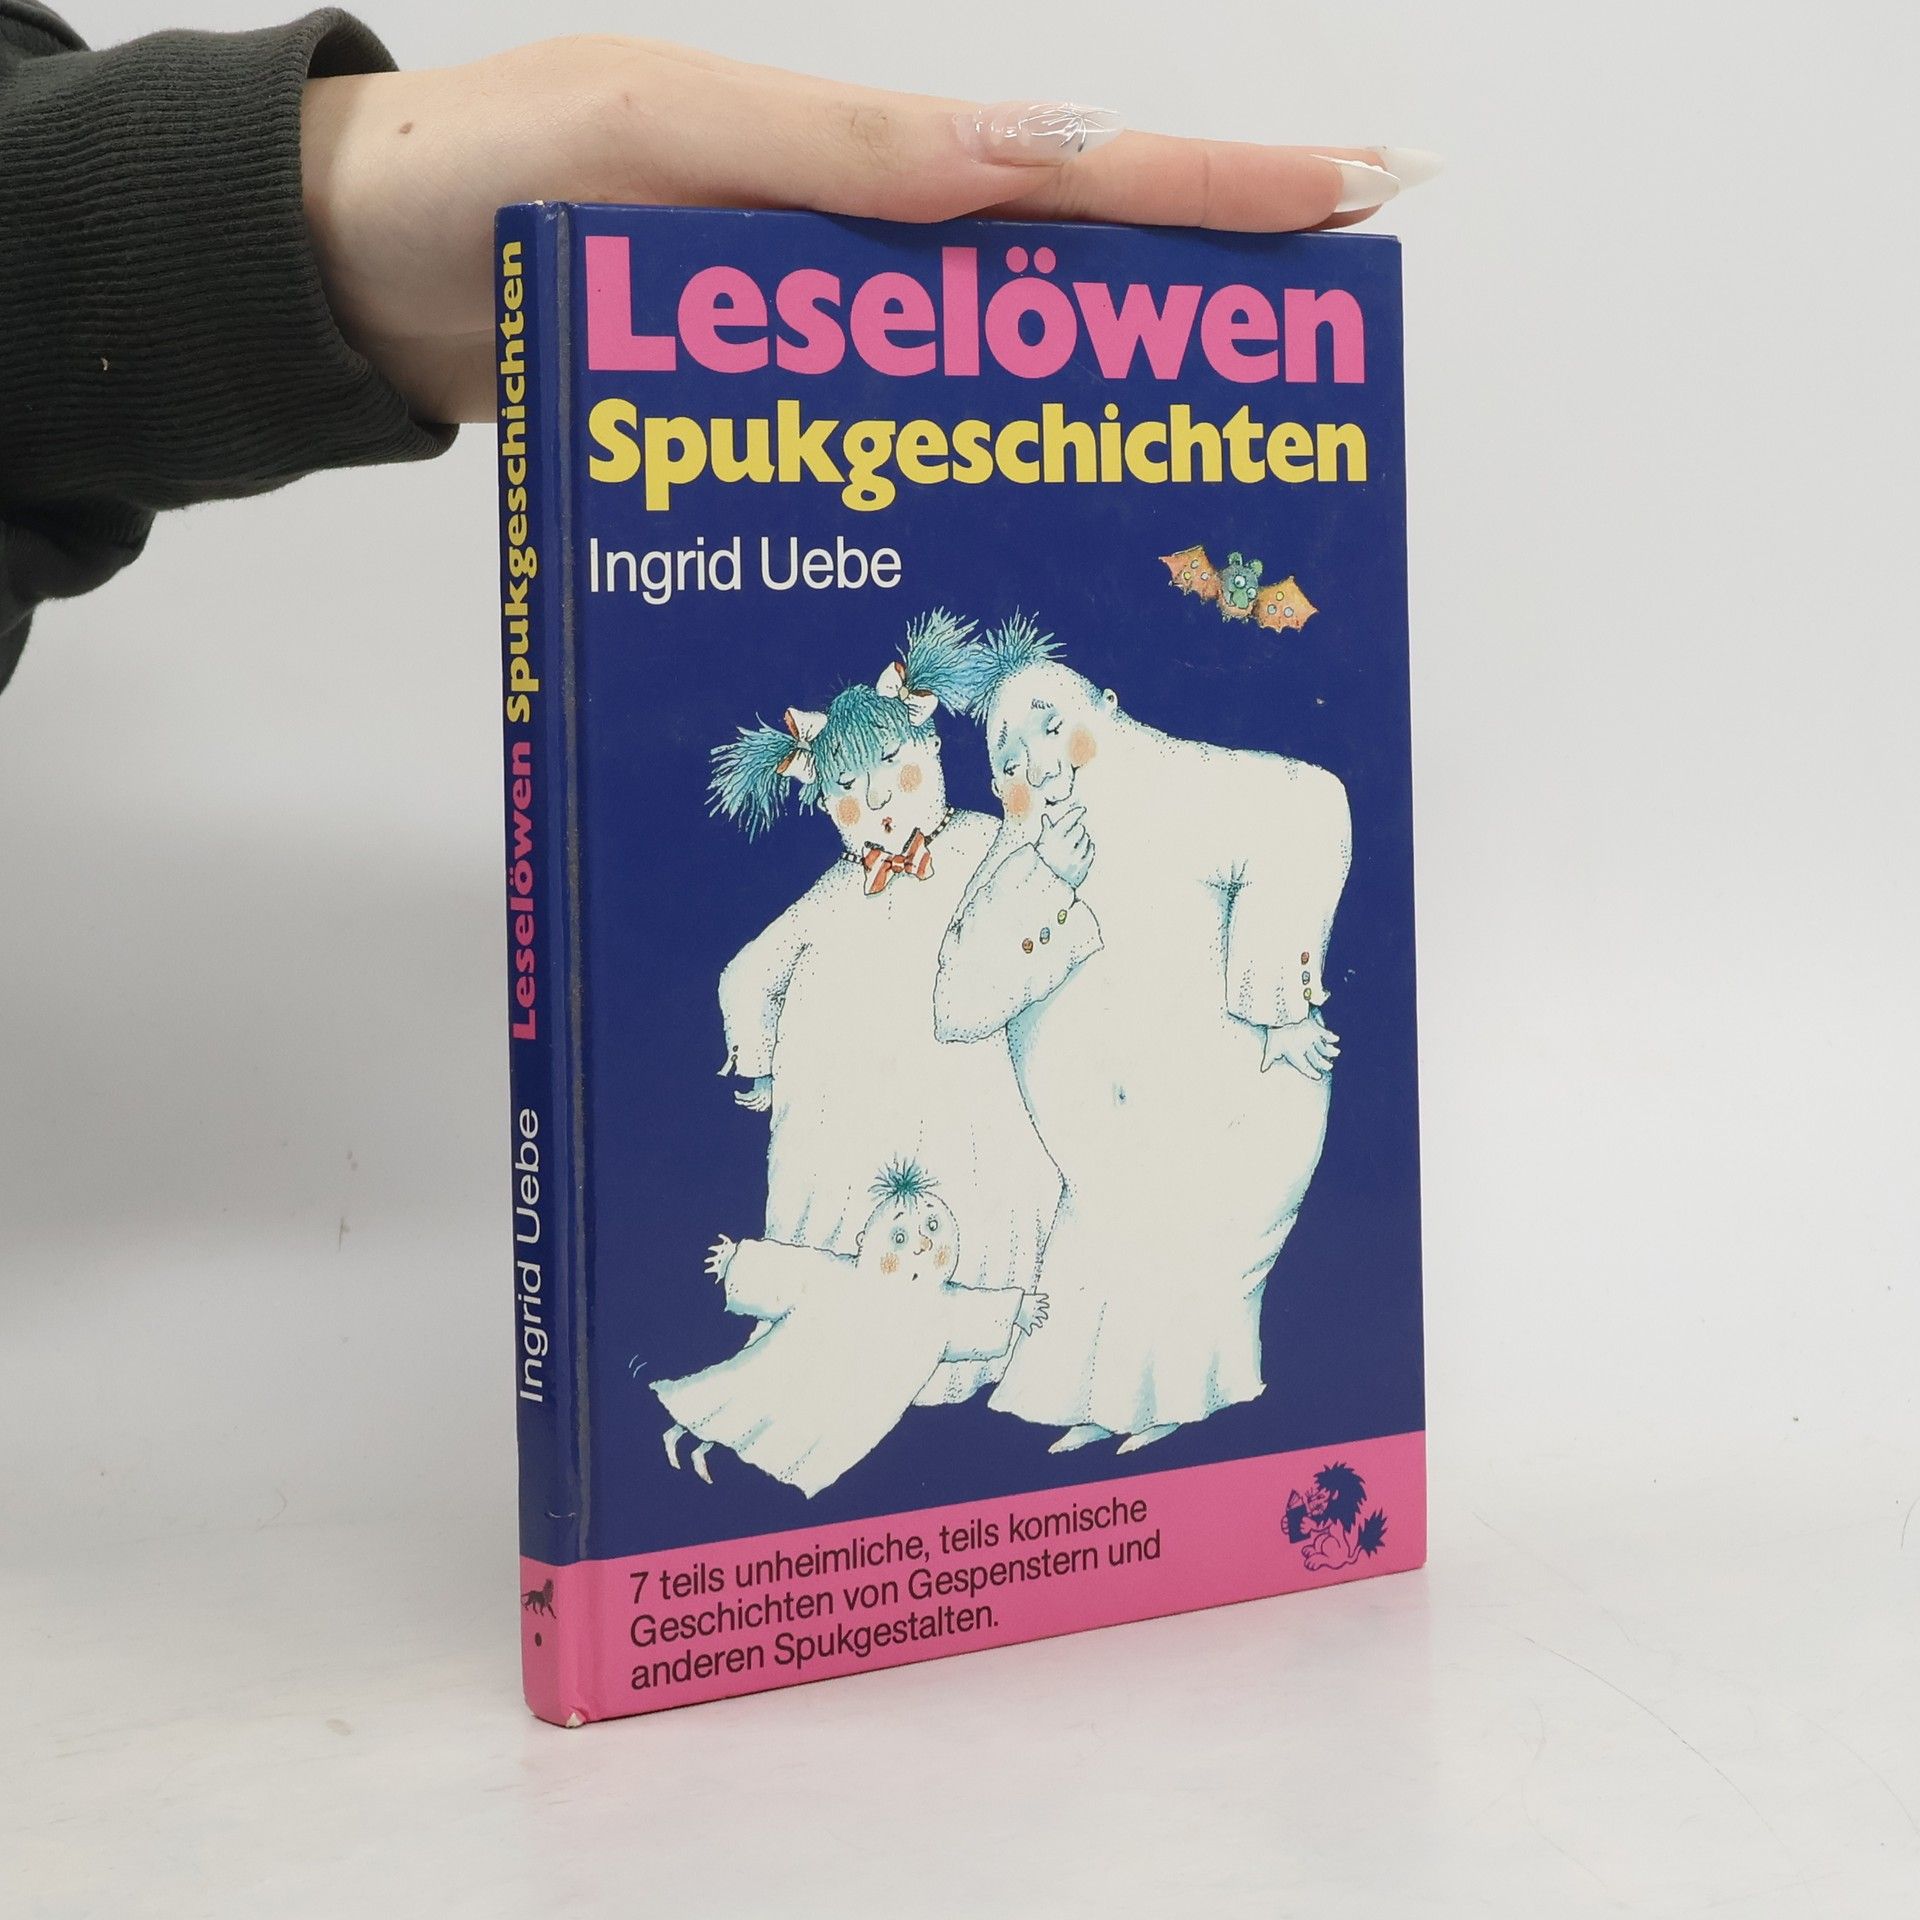 Leselöwen
Spukgeschichten
Ingrid Uebe
7 teils unheimliche, teils komische
Geschichten von Gespenstern und
anderen Spukgestalten.
Ingrid Uebe Leselöwen Spukgeschichten